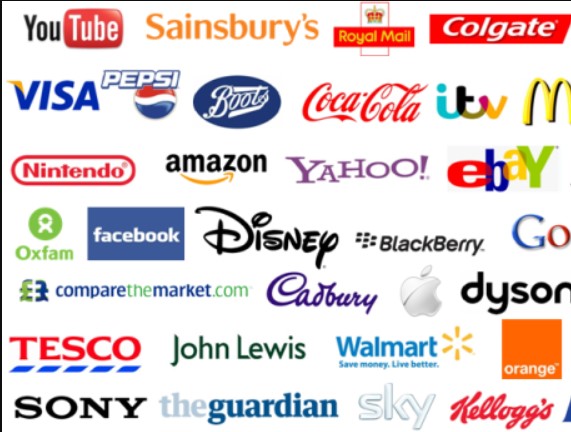 YouTube Sainsbury's Royal Mail Colgate
VISA PEPSI Boots Coca-Cola itv M
Nintendo amazon YAHOO! ebaY
Oxfam facebook Disney BlackBerry Go
comparethemarket.com Cadbury dyson
TESCO John Lewis Walmart
Save money. Live better.
orange
SONY theguardian sky Kellogg's